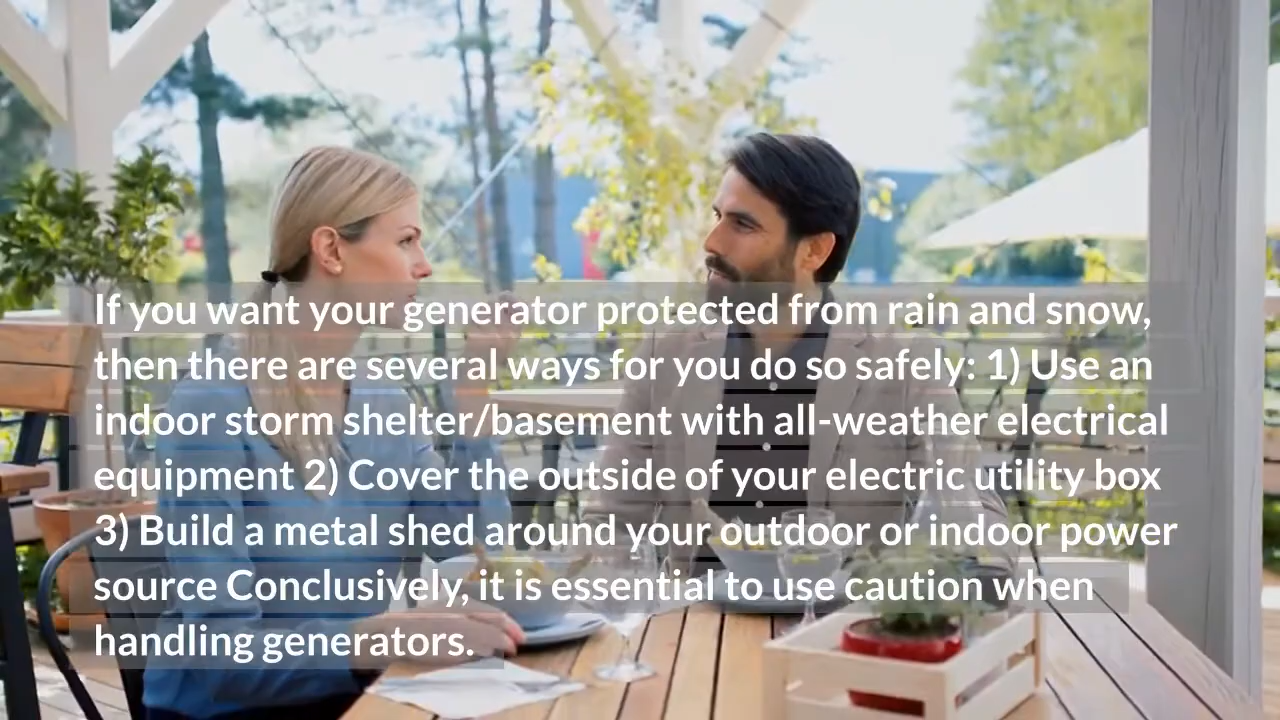 If you want your generator protected from rain and snow,
then there are several ways for you do so safely: 1) Use an
indoor storm shelter/basement with all-weather electrical
equipment 2) Cover the outside of your electric utility box
3) Build a metal shed around your outdoor or indoor power
source Conclusively, it is essential to use caution when
handling generators.